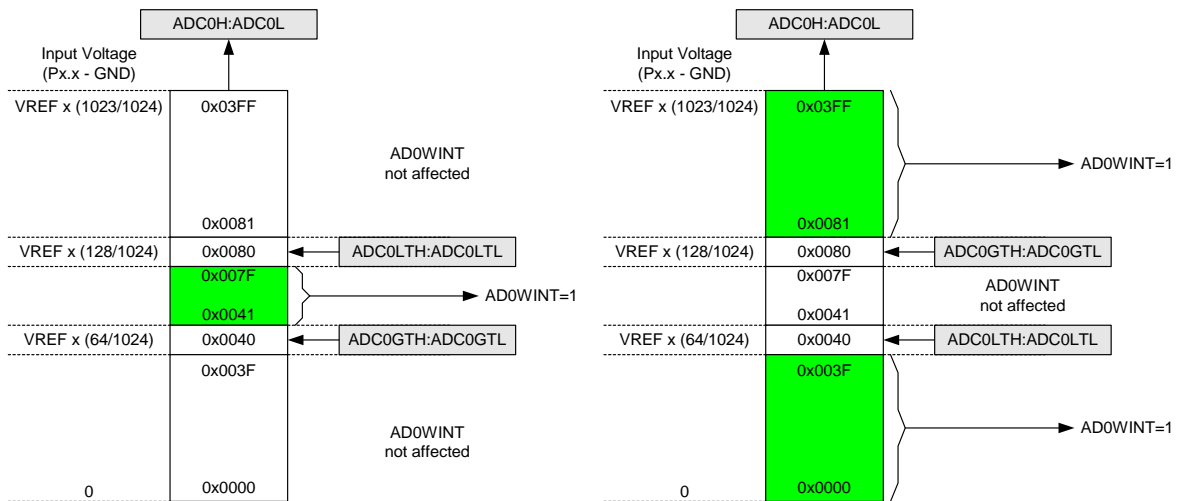 ADC0H:ADC0L
Input Voltage
(Px.x - GND)
VREF x (1023/1024)
0x03FF
AD0WINT
not affected
0x0081
VREF x (128/1024)
0x0080
ADC0LTH:ADC0LTL
0x007F
AD0WINT=1
0x0041
VREF x (64/1024)
0x0040
ADC0GTH:ADC0GTL
0x003F
AD0WINT
not affected
0
0x0000
ADC0H:ADC0L
Input Voltage
(Px.x - GND)
VREF x (1023/1024)
0x03FF
AD0WINT=1
0x0081
VREF x (128/1024)
0x0080
ADC0GTH:ADC0GTL
0x007F
AD0WINT
not affected
0x0041
VREF x (64/1024)
0x0040
ADC0LTH:ADC0LTL
0x003F
AD0WINT=1
0
0x0000